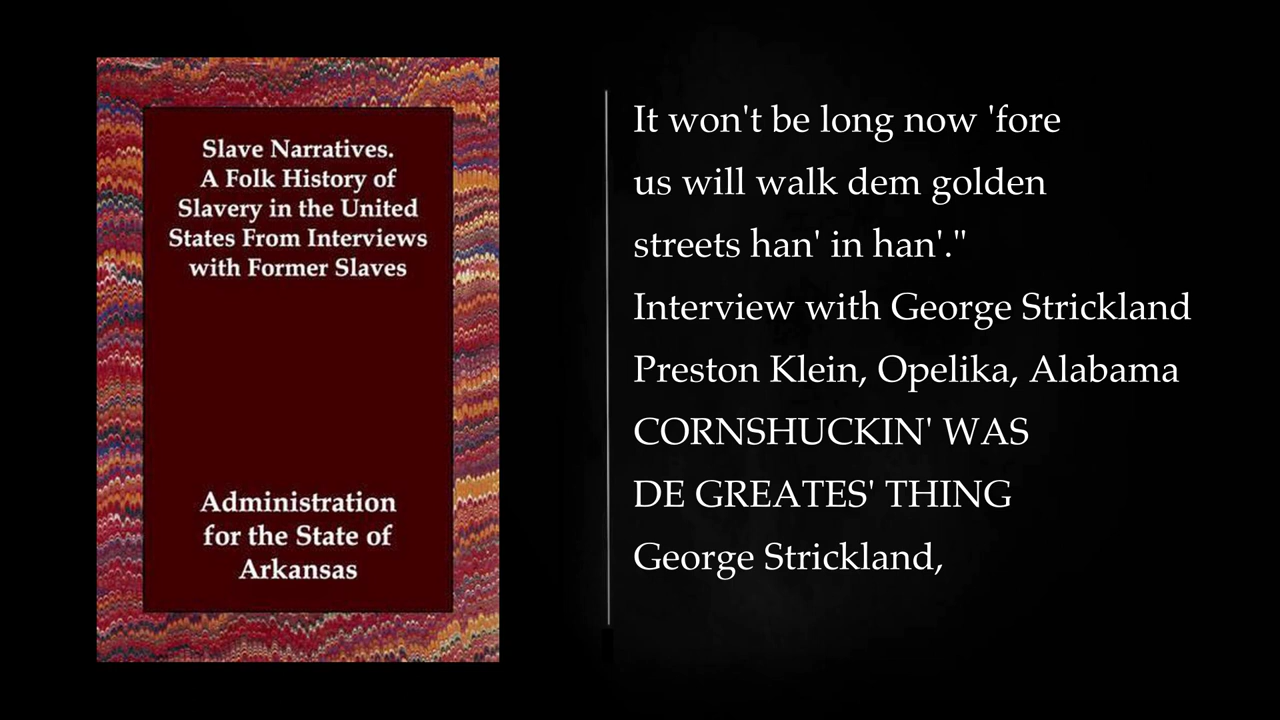 Slave Narratives.
A Folk History of
Slavery in the United
States From Interviews
with Former Slaves
Administration
for the State of
Arkansas
It won't be long now 'fore
us will walk dem golden
streets han' in han'."
Interview with George Strickland
Preston Klein, Opelika, Alabama
CORNSHUCKIN' WAS
DE GREATES' THING
George Strickland,